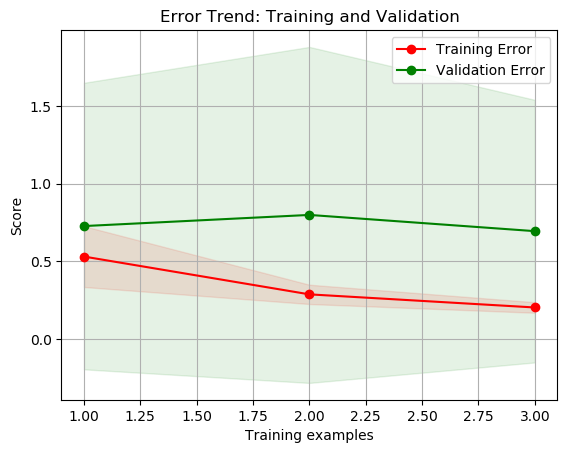 Error Trend: Training and Validation
Training Error
Validation Error
Score
1.5
1.0
0.5
0.0
1.00 1.25 1.50 1.75 2.00 2.25 2.50 2.75 3.00
Training examples